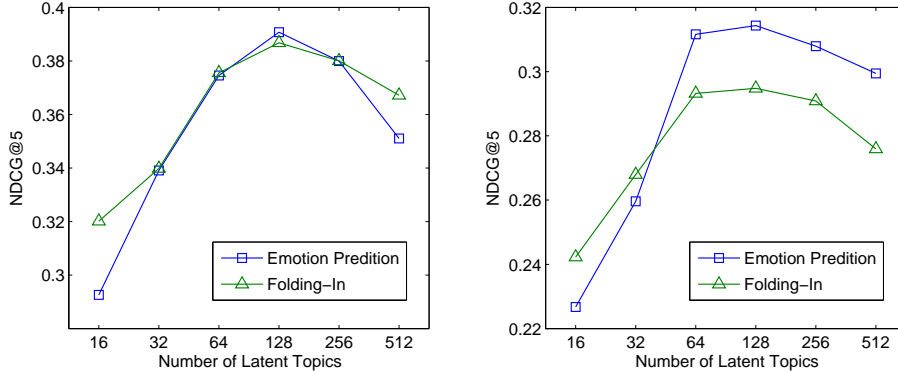 0.4
0.38
0.36
0.34
0.32
0.3
NDCG@5
16 32 64 128 256 512
Number of Latent Topics
Emotion Predition
Folding-In
0.32
0.3
0.28
0.26
0.24
0.22
NDCG@5
16 32 64 128 256 512
Number of Latent Topics
Emotion Predition
Folding-In